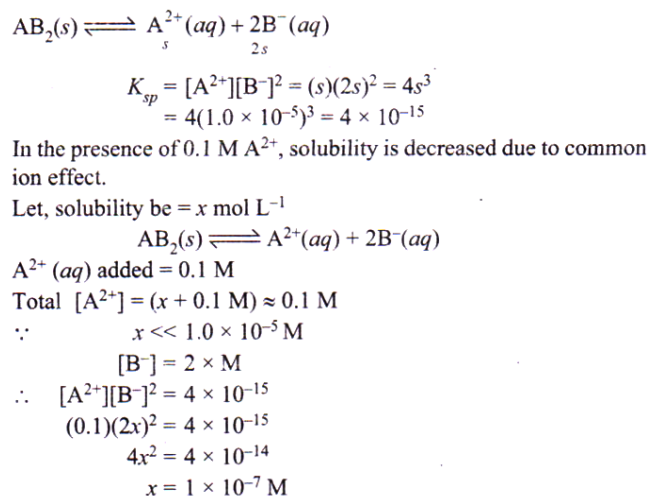 AB₂(s) ⇌ A²⁺(aq) + 2B⁻(aq)
s 2s
Kₛₚ = [A²⁺][B⁻]² = (s)(2s)² = 4s³
= 4(1.0 × 10⁻⁵)³ = 4 × 10⁻¹⁵
In the presence of 0.1 M A²⁺, solubility is decreased due to common
ion effect.
Let, solubility be = x mol L⁻¹
AB₂(s) ⇌ A²⁺(aq) + 2B⁻(aq)
A²⁺ (aq) added = 0.1 M
Total [A²⁺] = (x + 0.1 M) ≈ 0.1 M
∵ x << 1.0 × 10⁻⁵ M
[B⁻] = 2 × M
∴ [A²⁺][B⁻]² = 4 × 10⁻¹⁵
(0.1)(2x)² = 4 × 10⁻¹⁵
4x² = 4 × 10⁻¹⁴
x = 1 × 10⁻⁷ M